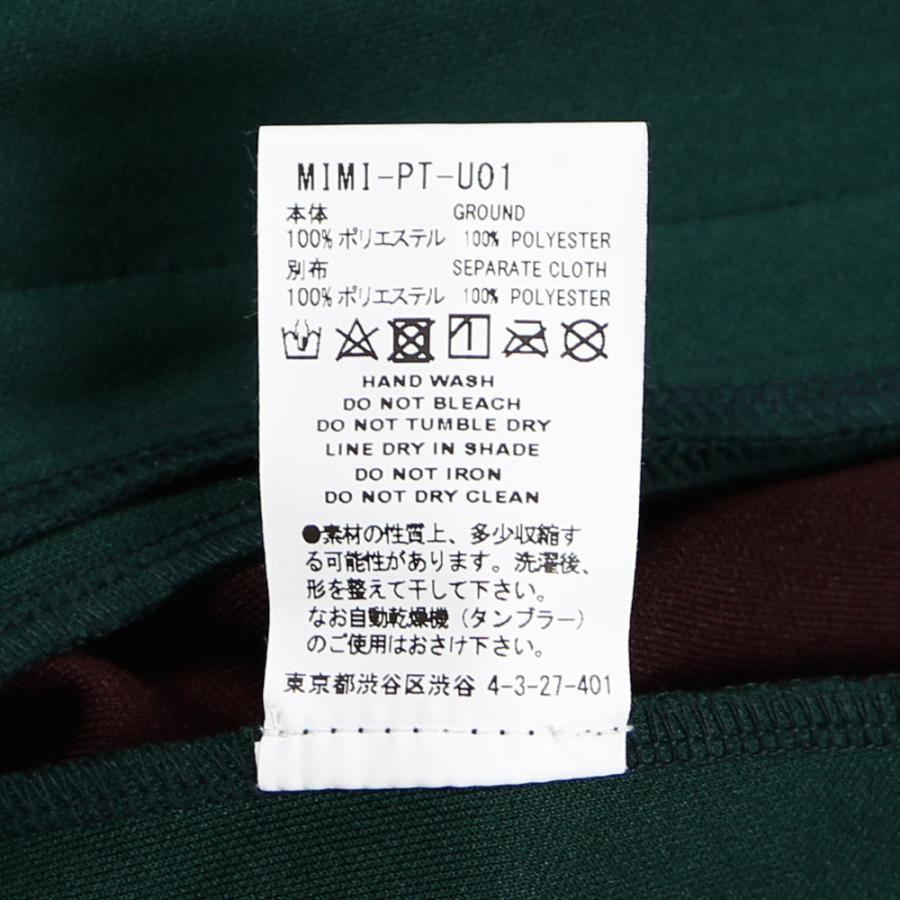 MIMI-PT-U01
本体 GROUND
100% ポリエステル 100% POLYESTER
別布 SEPARATE CLOTH
100% ポリエステル 100% POLYESTER
HAND WASH
DO NOT BLEACH
DO NOT TUMBLE DRY
LINE DRY IN SHADE
DO NOT IRON
DO NOT DRY CLEAN
●素材の性質上、多少収縮す
る可能性があります。洗濯後、
形を整えて干して下さい。
なお自動乾燥機（タンブラー）
のご使用はおさけ下さい。
東京都渋谷区渋谷 4-3-27-401